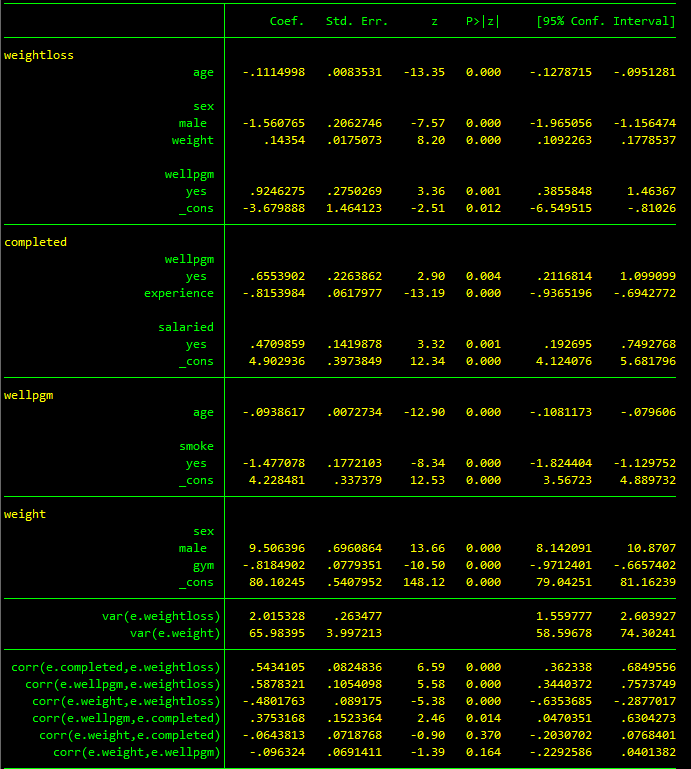 Coef. Std. Err. z P>|z| [95% Conf. Interval]
weightloss
age -.1114998 .0083531 -13.35 0.000 -.1278715 -.0951281
sex
male -1.560765 .2062746 -7.57 0.000 -1.965056 -1.156474
weight .14354 .0175073 8.20 0.000 .1092263 .1778537
wellpgm
yes .9246275 .2750269 3.36 0.001 .3855848 1.46367
_cons -3.679888 1.464123 -2.51 0.012 -6.549515 -.81026
completed
wellpgm
yes .6553902 .2263862 2.90 0.004 .2116814 1.099099
experience -.8153984 .0617977 -13.19 0.000 -.9365196 -.6942772
salaried
yes .4709859 .1419878 3.32 0.001 .192695 .7492768
_cons 4.902936 .3973849 12.34 0.000 4.124076 5.681796
wellpgm
age -.0938617 .0072734 -12.90 0.000 -.1081173 -.079606
smoke
yes -1.477078 .1772103 -8.34 0.000 -1.824404 -1.129752
_cons 4.228481 .337379 12.53 0.000 3.56723 4.889732
weight
sex
male 9.506396 .6960864 13.66 0.000 8.142091 10.8707
gym -.8184902 .0779351 -10.50 0.000 -.9712401 -.6657402
_cons 80.10245 .5407952 148.12 0.000 79.04251 81.16239
var(e.weightloss) 2.015328 .263477 1.559777 2.603927
var(e.weight) 65.98395 3.997213 58.59678 74.30241
corr(e.completed,e.weightloss) .5434105 .0824836 6.59 0.000 .362338 .6849556
corr(e.wellpgm,e.weightloss) .5878321 .1054098 5.58 0.000 .3440372 .7573749
corr(e.weight,e.weightloss) -.4801763 .089175 -5.38 0.000 -.6353685 -.2877017
corr(e.wellpgm,e.completed) .3753168 .1523364 2.46 0.014 .0470351 .6304273
corr(e.weight,e.completed) -.0643813 .0718768 -0.90 0.370 -.2030702 .0768401
corr(e.weight,e.wellpgm) -.096324 .0691411 -1.39 0.164 -.2292586 .0401382